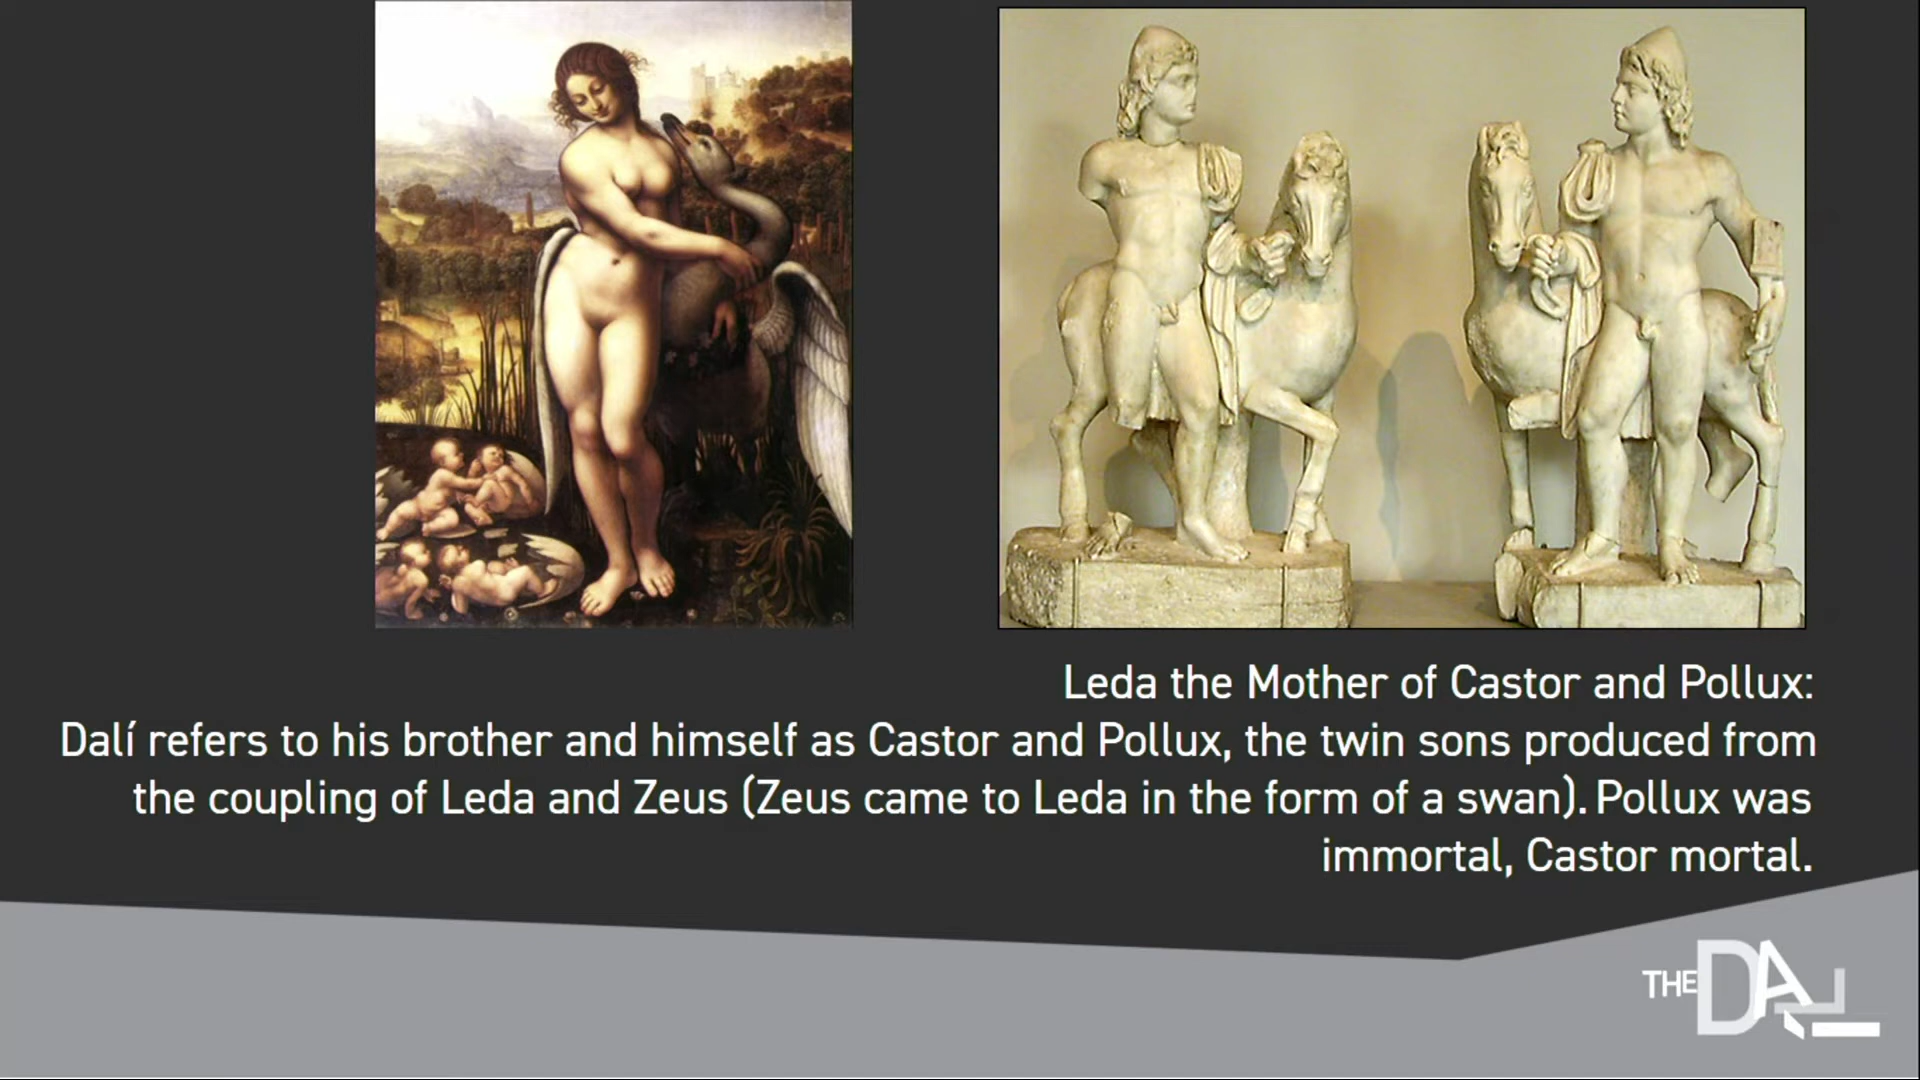 Leda the Mother of Castor and Pollux:
Dalí refers to his brother and himself as Castor and Pollux, the twin sons produced from
the coupling of Leda and Zeus (Zeus came to Leda in the form of a swan). Pollux was
immortal, Castor mortal.
THE DALÍ